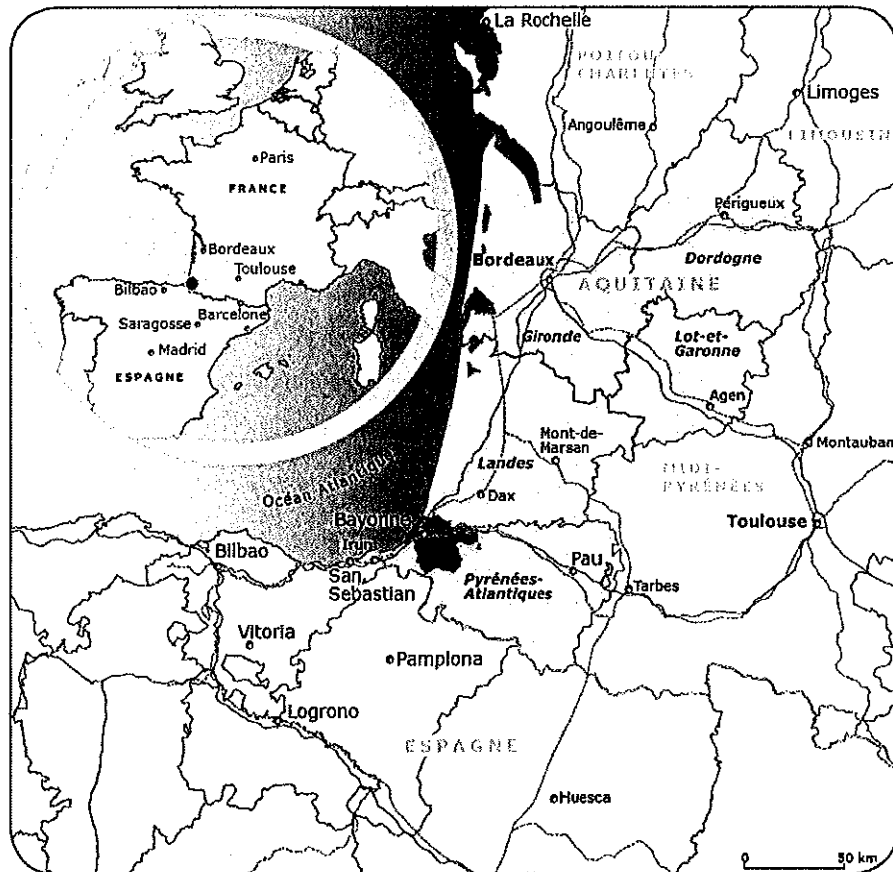 La Rochelle
POITOU
CHARENTES
Limoges
Angoulême
LIMOUSIN
Paris
FRANCE
Périgueux
Bordeaux
Bordeaux
Dordogne
Toulouse
AQUITAINE
Bilbao
Barcelone
Saragosse
Gironde
Lot-et-
Garonne
Madrid
ESPAGNE
Agen
Mont-de-
Marsan
Montauban
Landes
MIDI-
PYRÉNÉES
Océan Atlantique
Dax
Bayonne
Toulouse
Irun
Bilbao
Pau
San
Sebastian
Pyrénées-
Atlantiques
Tarbes
Vitoria
Pamplona
Logrono
ESPAGNE
Huesca
0 50 km